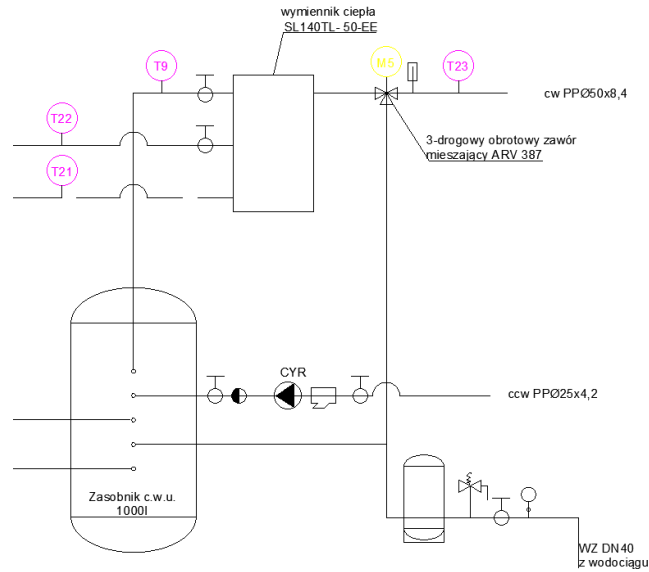 wymiennik ciepła
SL140TL- 50-EE
T9
M5
T23
cw PPØ50x8,4
T22
3-drogowy obrotowy zawór
mieszający ARV 387
T21
CYR
ccw PPØ25x4,2
Zasobnik c.w.u.
1000l
WZ DN40
z wodociągu